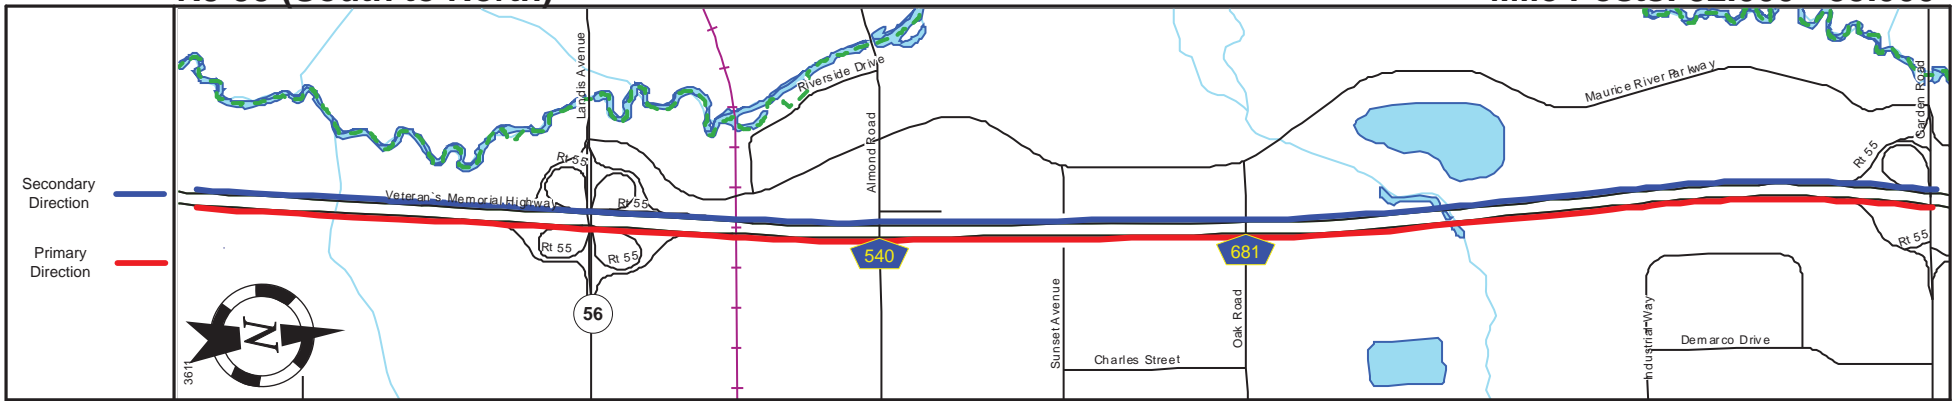 Secondary
Direction
Primary
Direction
Landis Avenue
Riverside Drive
Almond Road
Maurice River Parkway
Garden Road
Rt 55
Rt 55
Veteran`s Memorial Highway
Rt 55
Rt 55
Rt 55
Rt 55
540
681
56
N
3611
Sunset Avenue
Charles Street
Oak Road
Industrial Way
Demarco Drive